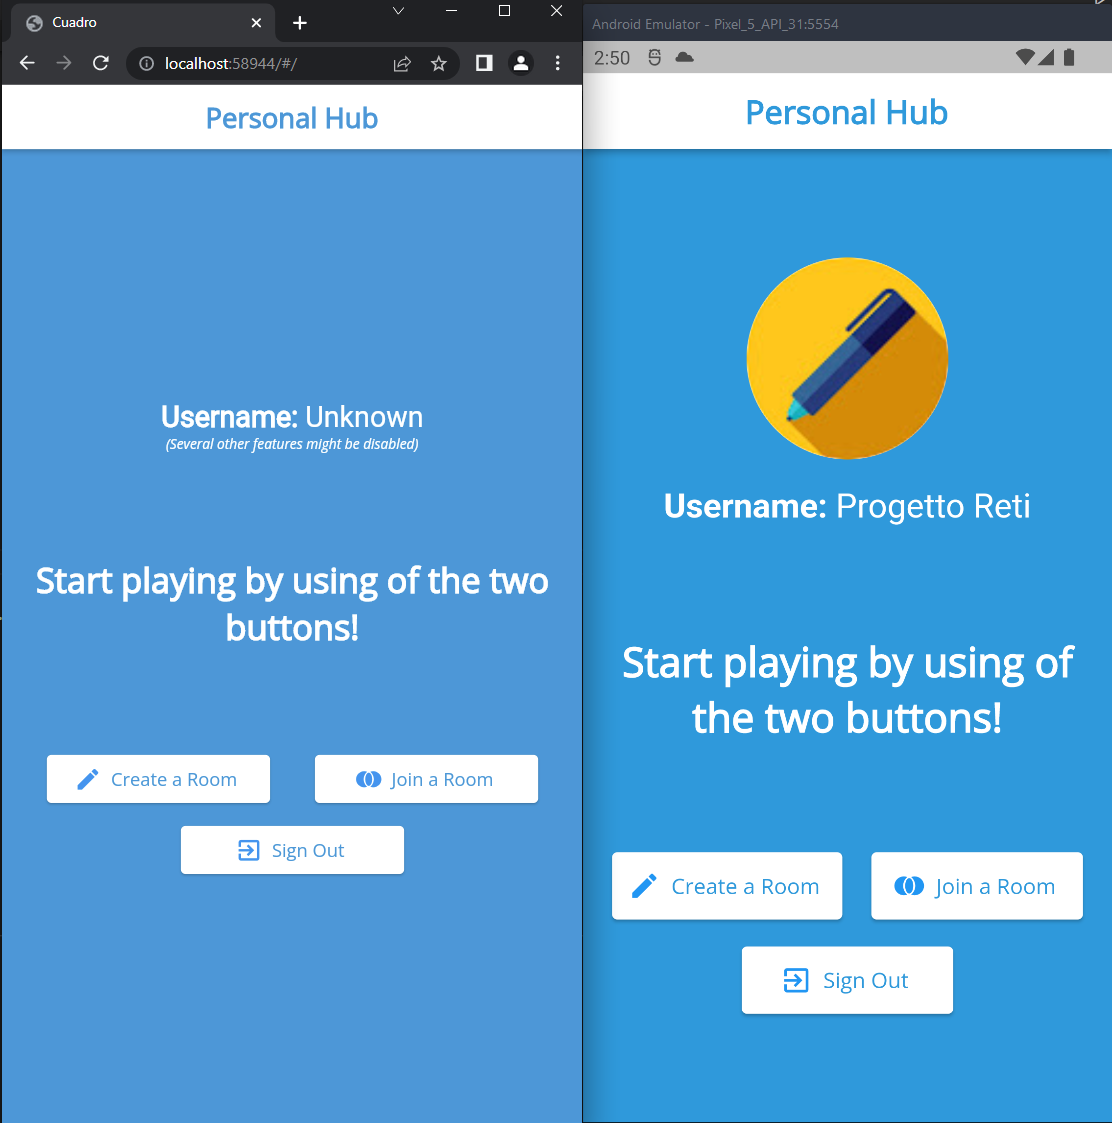 Cuadro
localhost:58944/#/
Personal Hub
Username: Unknown
(Several other features might be disabled)
Start playing by using of the two
buttons!
Create a Room
Join a Room
Sign Out
Android Emulator - Pixel_5_API_31:5554
2:50
Personal Hub
Username: Progetto Reti
Start playing by using of
the two buttons!
Create a Room
Join a Room
Sign Out